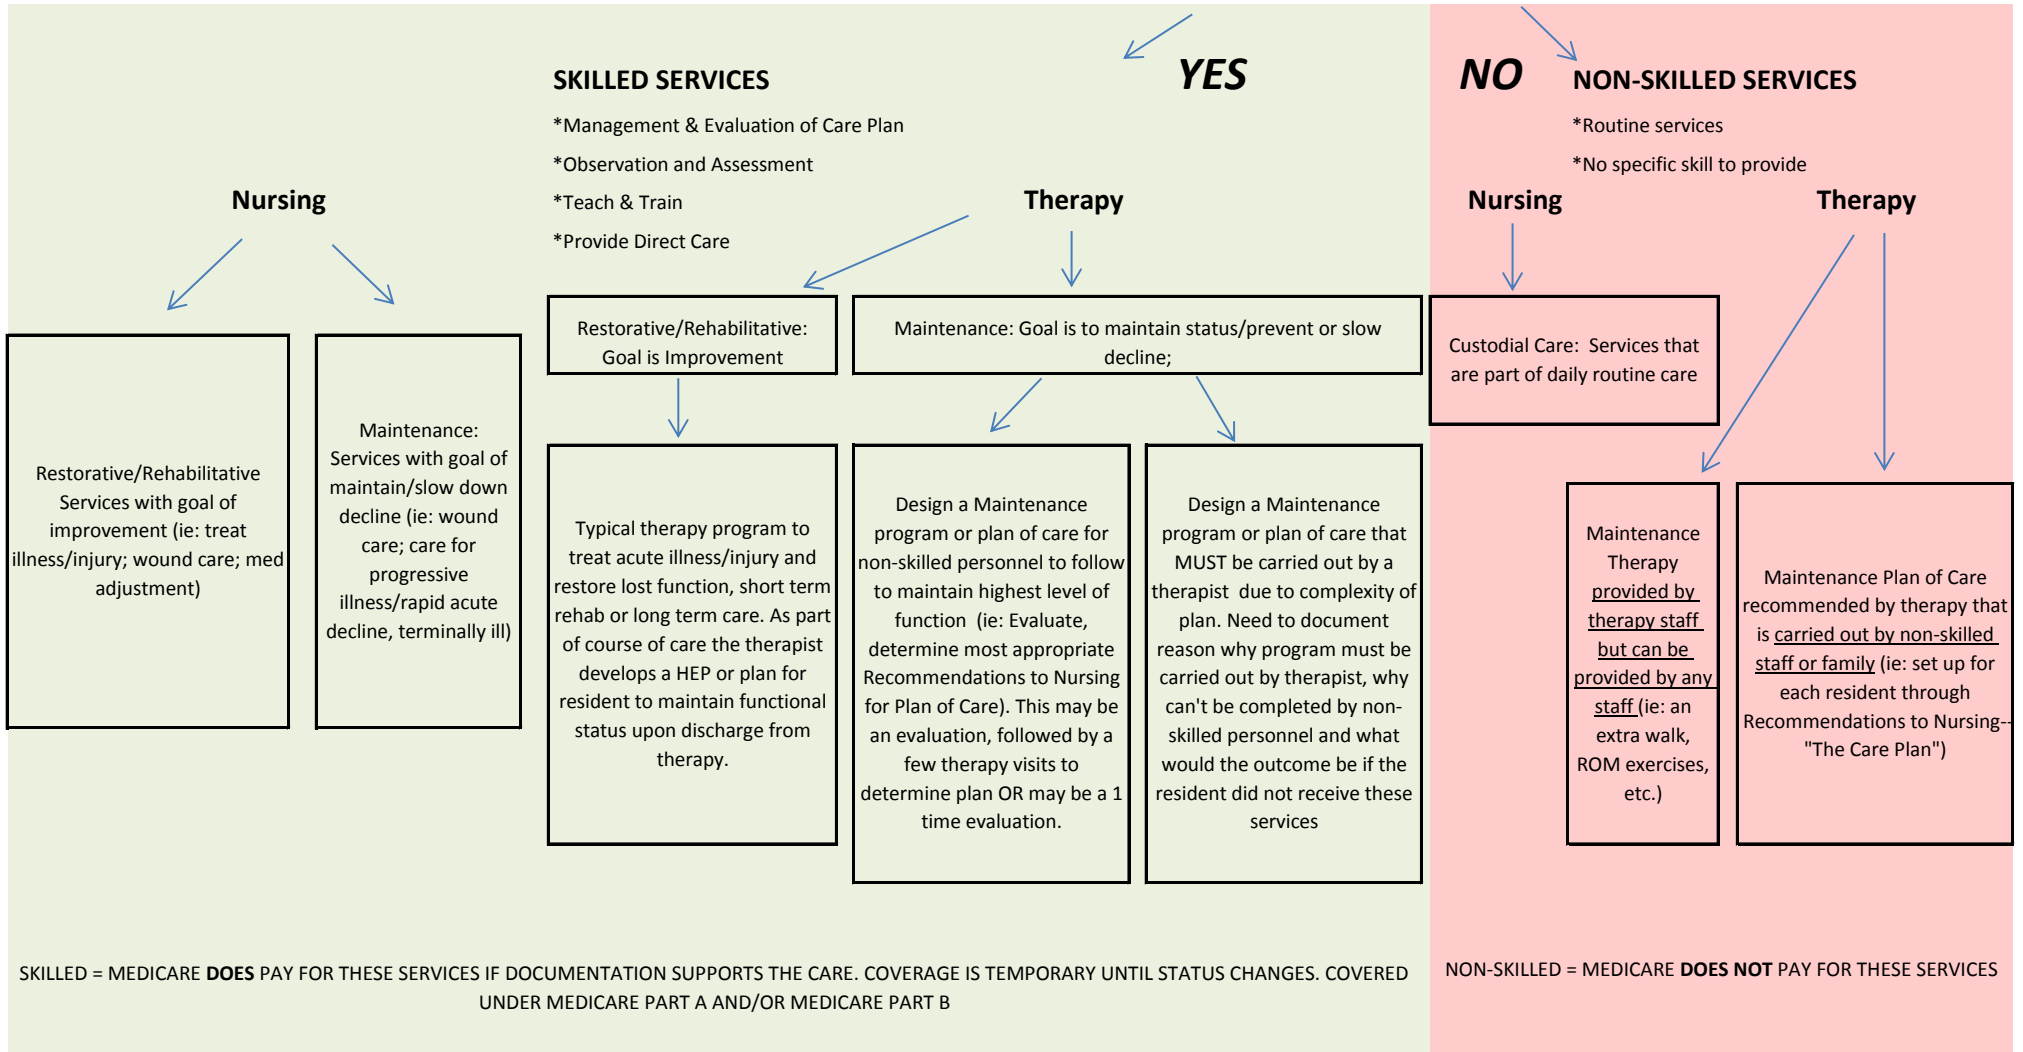 SKILLED SERVICES
YES
*Management & Evaluation of Care Plan
*Observation and Assessment
*Teach & Train
*Provide Direct Care
Nursing
Therapy
Restorative/Rehabilitative
Services with goal of
improvement (ie: treat
illness/injury; wound care; med
adjustment)
Maintenance:
Services with goal of
maintain/slow down
decline (ie: wound
care; care for
progressive
illness/rapid acute
decline, terminally ill)
Restorative/Rehabilitative:
Goal is Improvement
Maintenance: Goal is to maintain status/prevent or slow
decline;
Typical therapy program to
treat acute illness/injury and
restore lost function, short term
rehab or long term care. As part
of course of care the therapist
develops a HEP or plan for
resident to maintain functional
status upon discharge from
therapy.
Design a Maintenance
program or plan of care for
non-skilled personnel to follow
to maintain highest level of
function (ie: Evaluate,
determine most appropriate
Recommendations to Nursing
for Plan of Care). This may be
an evaluation, followed by a
few therapy visits to
determine plan OR may be a 1
time evaluation.
Design a Maintenance
program or plan of care that
MUST be carried out by a
therapist due to complexity of
plan. Need to document
reason why program must be
carried out by therapist, why
can't be completed by non-
skilled personnel and what
would the outcome be if the
resident did not receive these
services
SKILLED = MEDICARE DOES PAY FOR THESE SERVICES IF DOCUMENTATION SUPPORTS THE CARE. COVERAGE IS TEMPORARY UNTIL STATUS CHANGES. COVERED
UNDER MEDICARE PART A AND/OR MEDICARE PART B
NO
NON-SKILLED SERVICES
*Routine services
*No specific skill to provide
Nursing
Therapy
Custodial Care: Services that
are part of daily routine care
Maintenance
Therapy
provided by
therapy staff
but can be
provided by any
staff (ie: an
extra walk,
ROM exercises,
etc.)
Maintenance Plan of Care
recommended by therapy that
is carried out by non-skilled
staff or family (ie: set up for
each resident through
Recommendations to Nursing--
"The Care Plan")
NON-SKILLED = MEDICARE DOES NOT PAY FOR THESE SERVICES